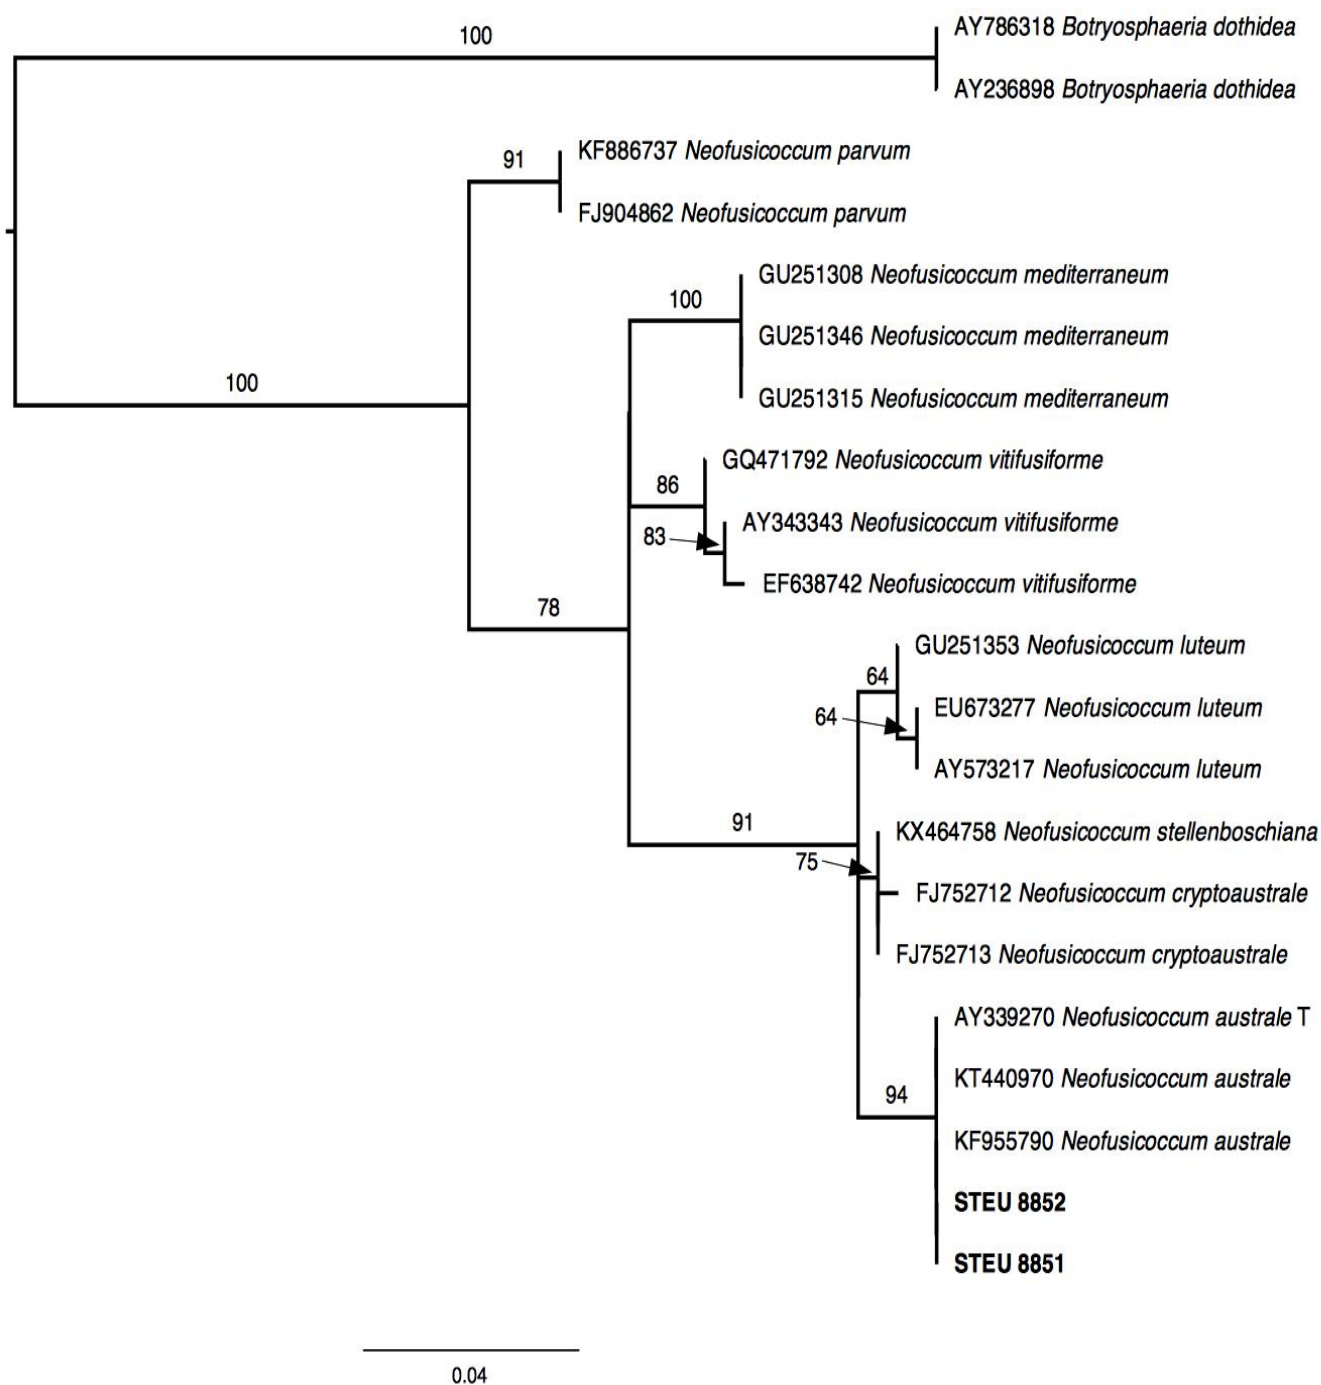 100
AY786318 Botryosphaeria dothidea
AY236898 Botryosphaeria dothidea
91
KF886737 Neofusicoccum parvum
FJ904862 Neofusicoccum parvum
GU251308 Neofusicoccum mediterraneum
100
GU251346 Neofusicoccum mediterraneum
100
GU251315 Neofusicoccum mediterraneum
GQ471792 Neofusicoccum vitifusiforme
86
AY343343 Neofusicoccum vitifusiforme
83
EF638742 Neofusicoccum vitifusiforme
78
GU251353 Neofusicoccum luteum
64
EU673277 Neofusicoccum luteum
64
AY573217 Neofusicoccum luteum
91
KX464758 Neofusicoccum stellenboschiana
75
FJ752712 Neofusicoccum cryptoaustrale
FJ752713 Neofusicoccum cryptoaustrale
AY339270 Neofusicoccum australe T
KT440970 Neofusicoccum australe
94
KF955790 Neofusicoccum australe
STEU 8852
STEU 8851
0.04